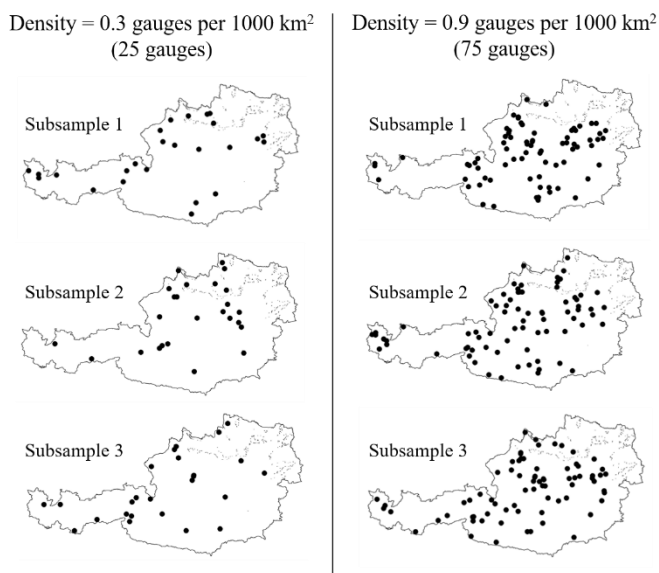 Density = 0.3 gauges per 1000 km²
(25 gauges)
Subsample 1
Subsample 2
Subsample 3
Density = 0.9 gauges per 1000 km²
(75 gauges)
Subsample 1
Subsample 2
Subsample 3